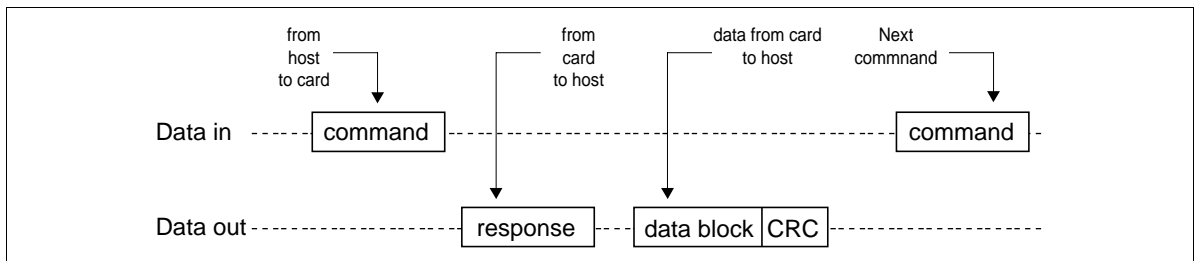 from
host
to card
from
card
to host
data from card
to host
Next
commnand
Data in
command
command
Data out
response
data block
CRC